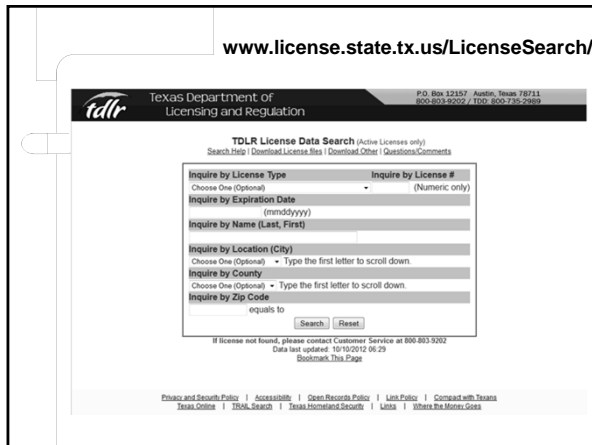 www.license.state.tx.us/LicenseSearch/
tdlr
Texas Department of
Licensing and Regulation
P.O. Box 12157 Austin, Texas 78711
800-803-9202 / TDD: 800-735-2989
TDLR License Data Search (Active Licenses only)
Search Help | Download License files | Download Other | Questions/Comments
Inquire by License Type Inquire by License #
Choose One (Optional) (Numeric only)
Inquire by Expiration Date
(mmddyyyy)
Inquire by Name (Last, First)
Inquire by Location (City)
Choose One (Optional) Type the first letter to scroll down.
Inquire by County
Choose One (Optional) Type the first letter to scroll down.
Inquire by Zip Code
equals to
Search Reset
If license not found, please contact Customer Service at 800-803-9202
Data last updated: 10/10/2012 06:29
Bookmark This Page
Privacy and Security Policy | Accessibility | Open Records Policy | Link Policy | Compact with Texans
Texas Online | TRAIL Search | Texas Homeland Security | Links | Where the Money Goes